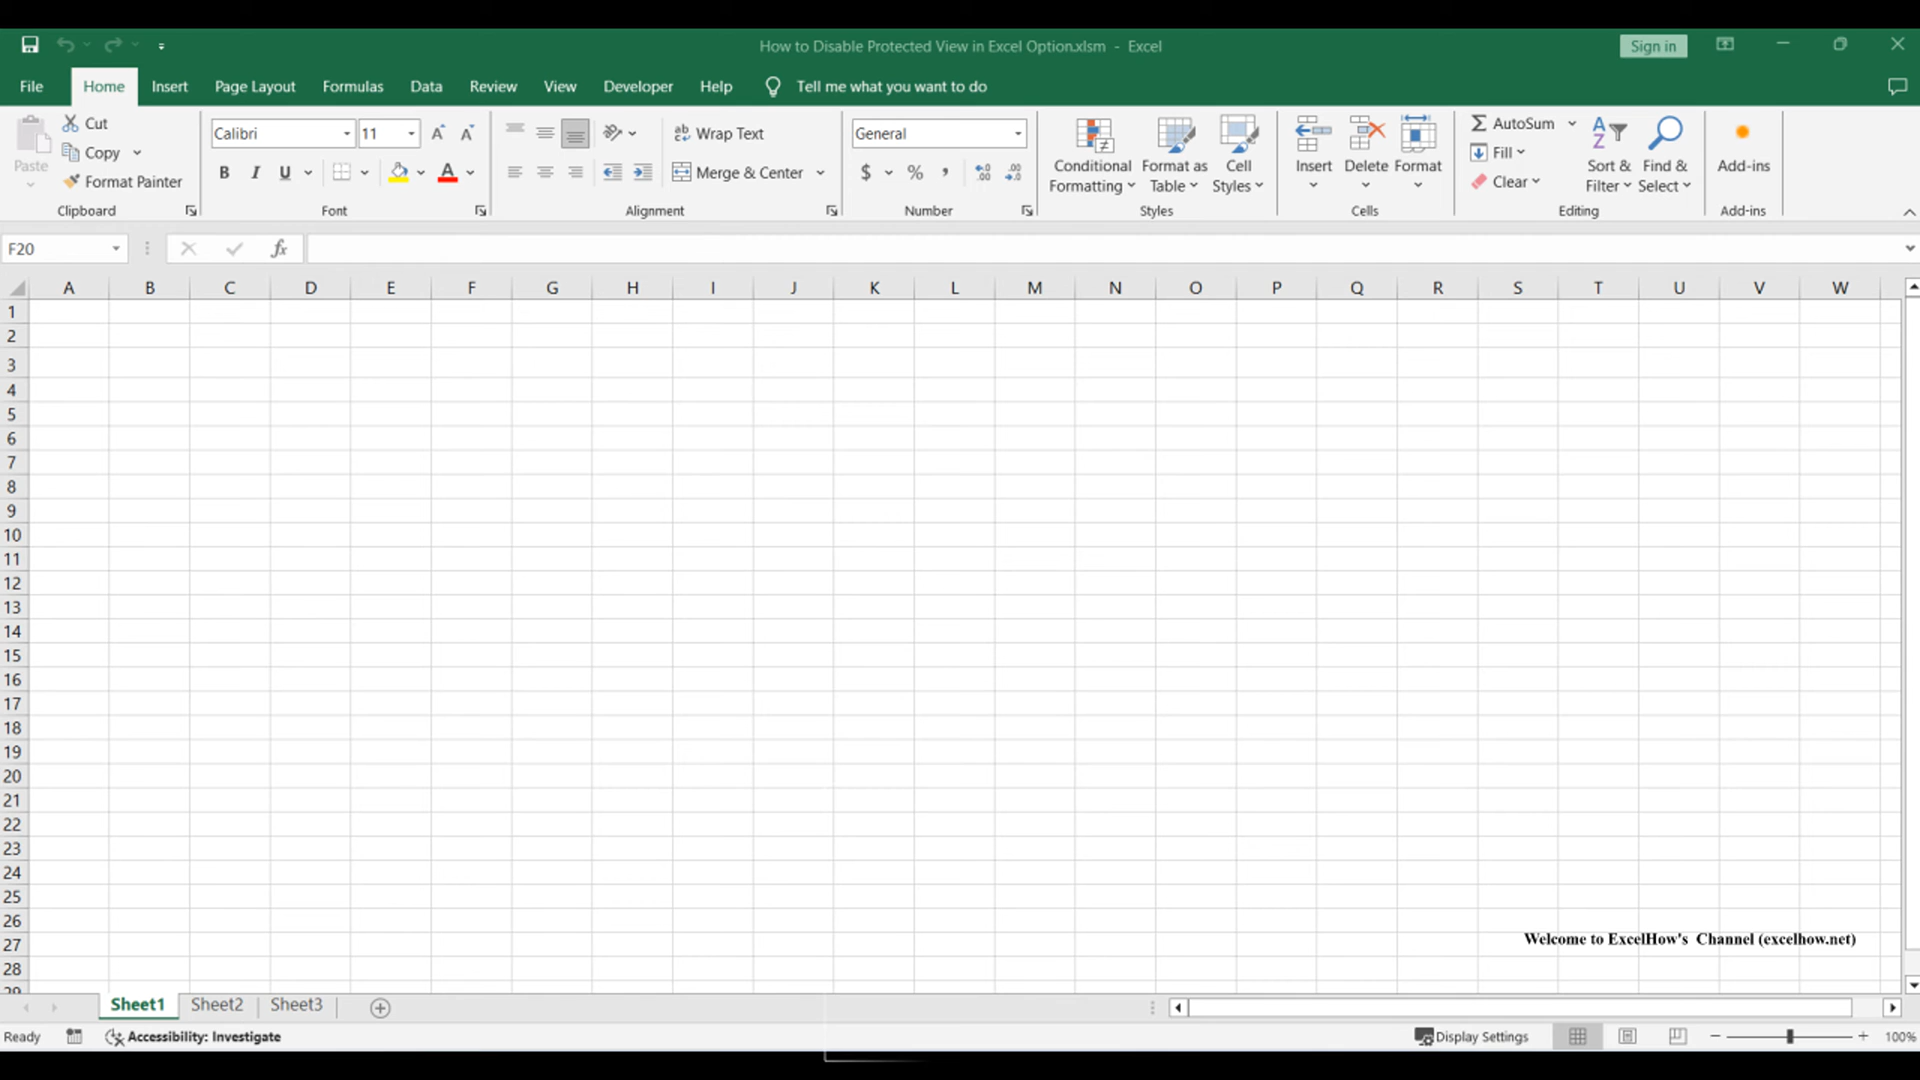 How to Disable Protected View in Excel Option.xlsm - Excel
Sign in
File Home Insert Page Layout Formulas Data Review View Developer Help Tell me what you want to do
Paste
Cut
Copy
Format Painter
Clipboard
Calibri 11
B I U A
Font
Wrap Text
Merge & Center
Alignment
General
$ % ,
Number
Conditional Formatting
Format as Table
Cell Styles
Styles
Insert
Delete
Format
Cells
AutoSum
Fill
Clear
Sort & Filter
Find & Select
Editing
Add-ins
Add-ins
F20 fx
A B C D E F G H I J K L M N O P Q R S T U V W
1
2
3
4
5
6
7
8
9
10
11
12
13
14
15
16
17
18
19
20
21
22
23
24
25
26
27
Welcome to ExcelHow's Channel (excelhow.net)
28
29
Sheet1 Sheet2 Sheet3
Ready Accessibility: Investigate Display Settings 100%